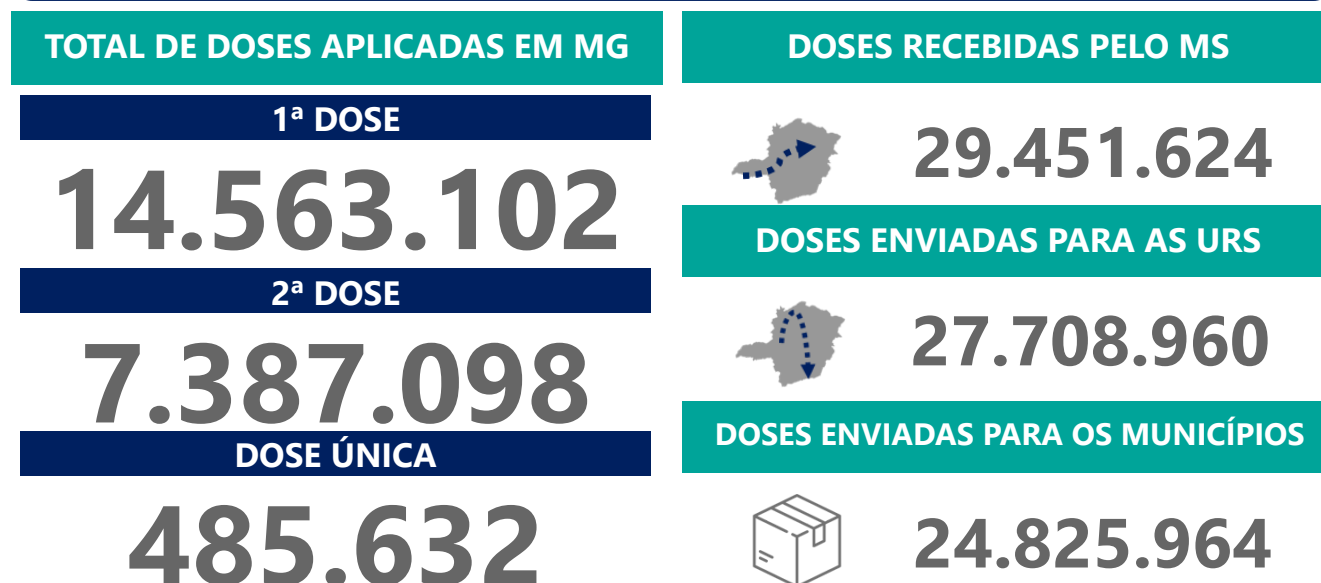 TOTAL DE DOSES APLICADAS EM MG
1ª DOSE
14.563.102
2ª DOSE
7.387.098
DOSE ÚNICA
485.632
DOSES RECEBIDAS PELO MS
29.451.624
DOSES ENVIADAS PARA AS URS
27.708.960
DOSES ENVIADAS PARA OS MUNICÍPIOS
24.825.964